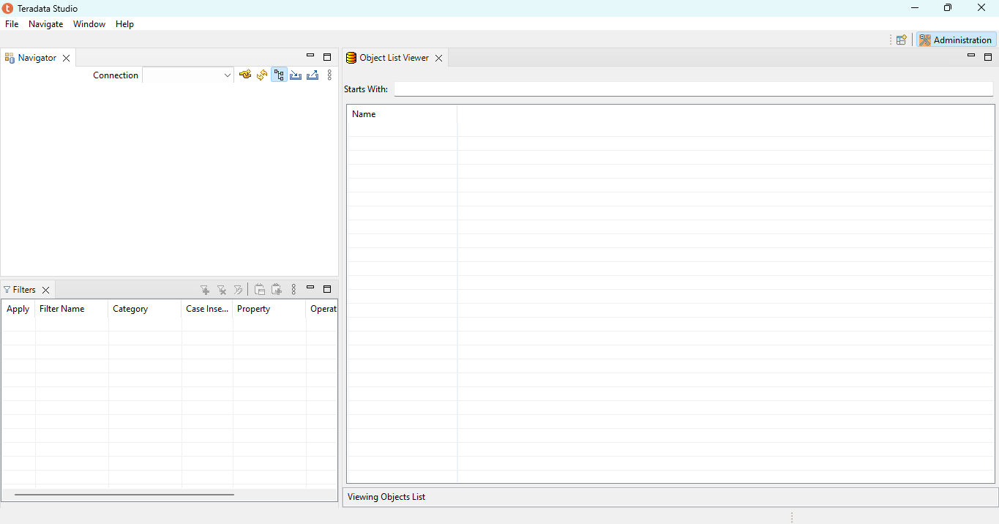 Teradata Studio
File Navigate Window Help
Administration
Navigator
Connection
Object List Viewer
Starts With:
Name
Filters
Apply Filter Name Category Case Inse... Property Operat
Viewing Objects List